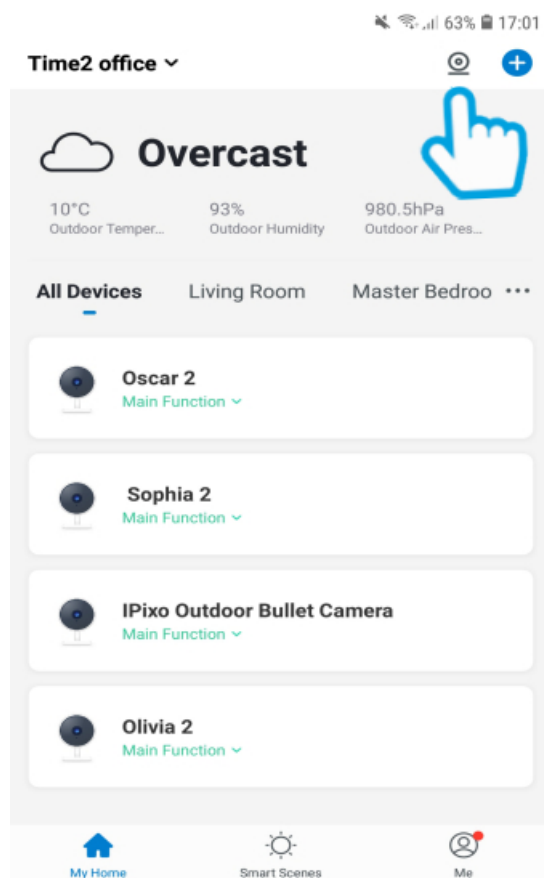 63% 17:01
Time2 office
Overcast
10°C 93% 980.5hPa
Outdoor Temper... Outdoor Humidity Outdoor Air Pres...
All Devices Living Room Master Bedroo ···
Oscar 2
Main Function
Sophia 2
Main Function
IPixo Outdoor Bullet Camera
Main Function
Olivia 2
Main Function
My Home Smart Scenes Me